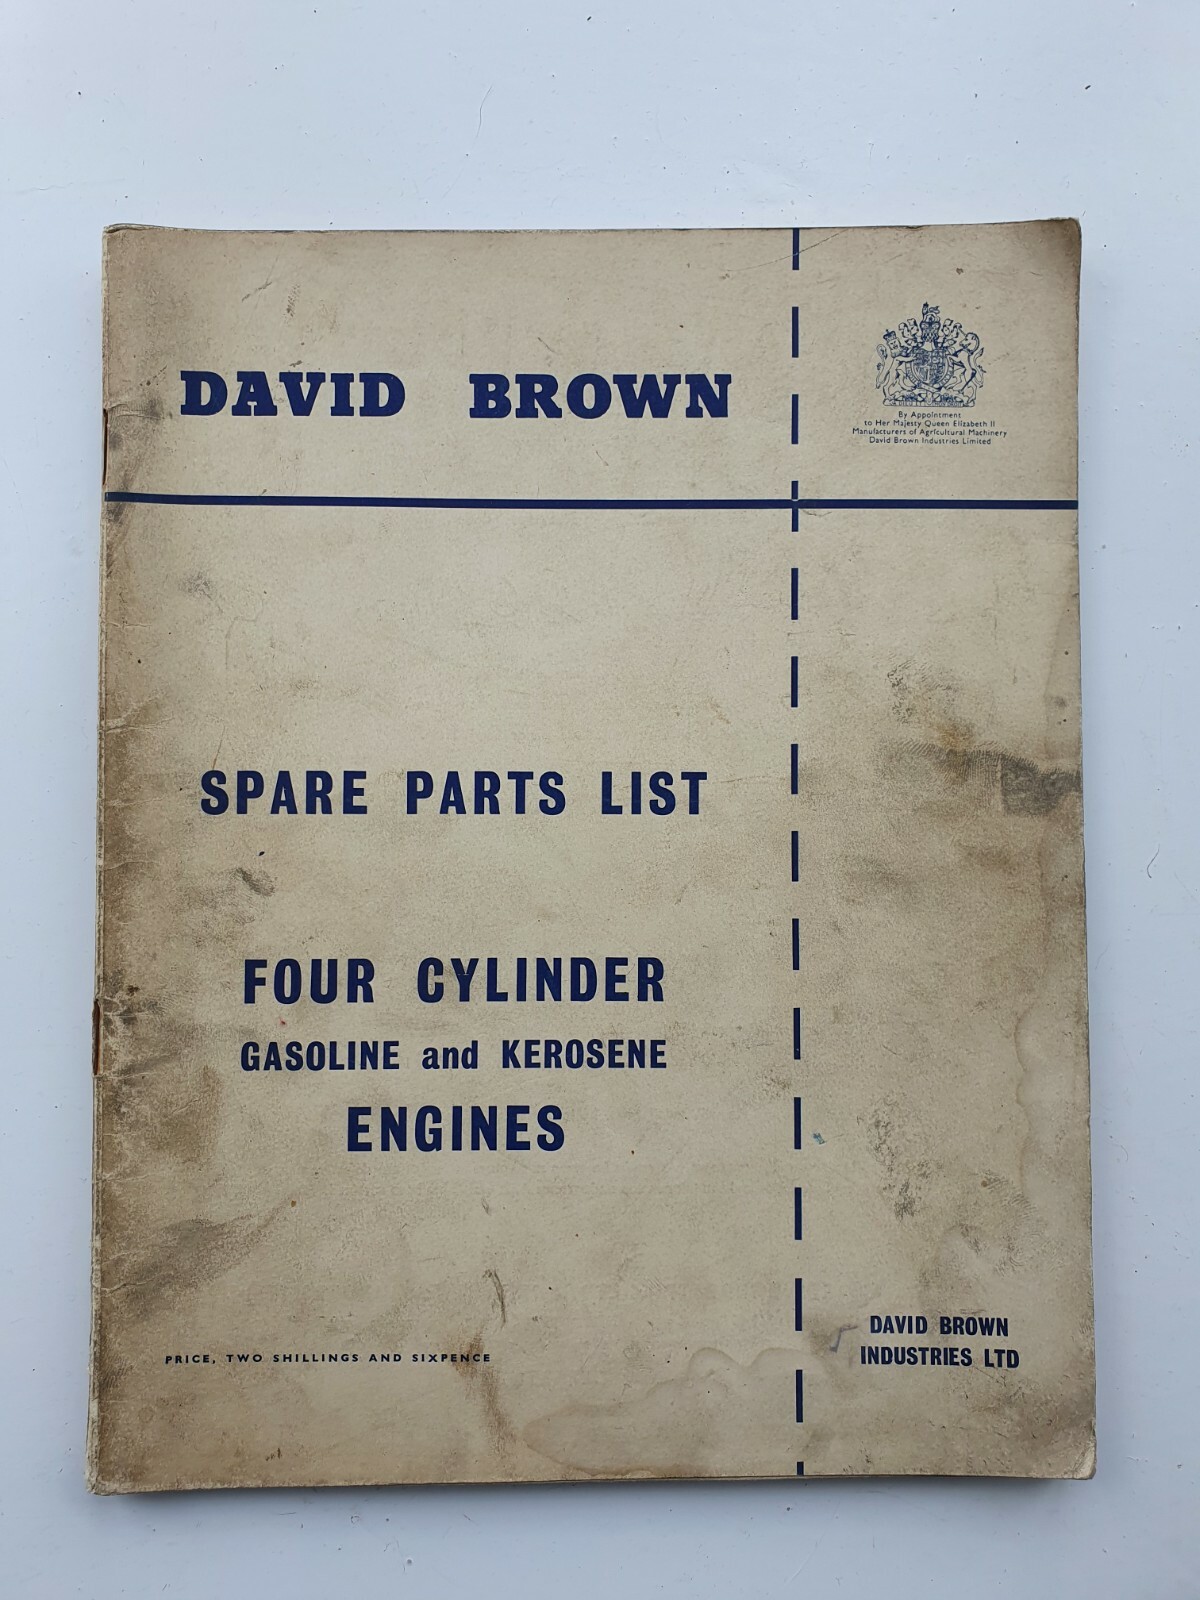 DAVID BROWN
By Appointment
to Her Majesty Queen Elizabeth II
Manufacturers of Agricultural Machinery
David Brown Industries Limited
SPARE PARTS LIST
FOUR CYLINDER
GASOLINE and KEROSENE
ENGINES
PRICE, TWO SHILLINGS AND SIXPENCE
DAVID BROWN
INDUSTRIES LTD